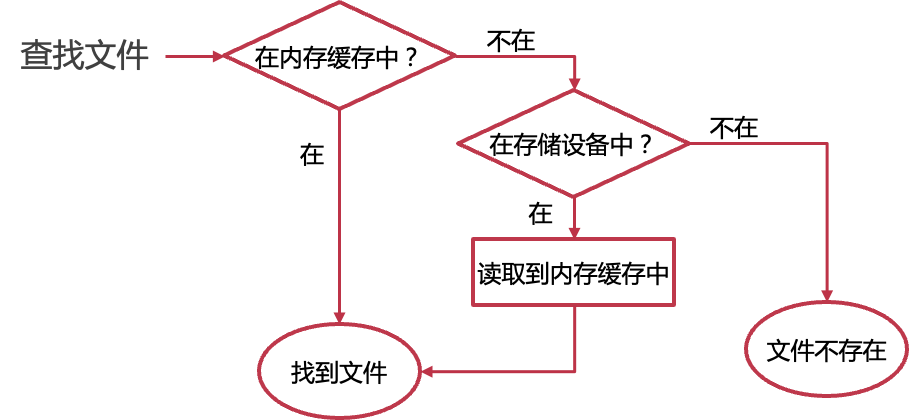 查找文件
在内存缓存中？
不在
在
在存储设备中？
不在
在
读取到内存缓存中
找到文件
文件不存在